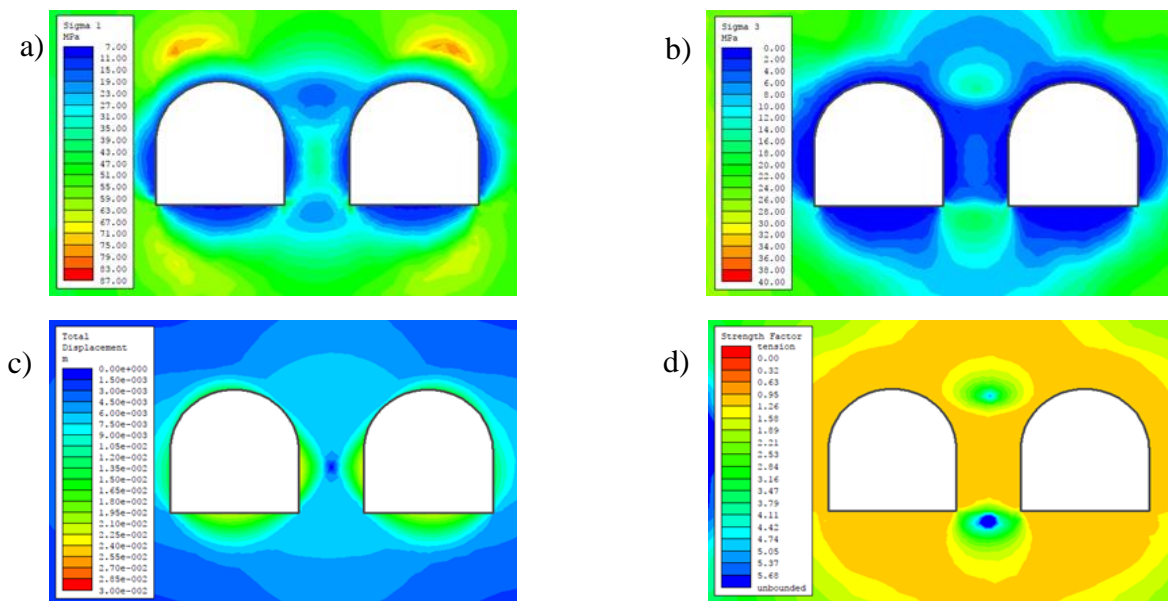 a)
Sigma 1
MPa
7.00
11.00
15.00
19.00
23.00
27.00
31.00
35.00
39.00
43.00
47.00
51.00
55.00
59.00
63.00
67.00
71.00
75.00
79.00
83.00
87.00
b)
Sigma 3
MPa
0.00
2.00
4.00
6.00
8.00
10.00
12.00
14.00
16.00
18.00
20.00
22.00
24.00
26.00
28.00
30.00
32.00
34.00
36.00
38.00
40.00
c)
Total
Displacement
m
0.00e+000
1.50e-003
3.00e-003
4.50e-003
6.00e-003
7.50e-003
9.00e-003
1.05e-002
1.20e-002
1.35e-002
1.50e-002
1.65e-002
1.80e-002
1.95e-002
2.10e-002
2.25e-002
2.40e-002
2.55e-002
2.70e-002
2.85e-002
3.00e-002
d)
Strength Factor
tension
0.00
0.32
0.63
0.95
1.26
1.58
1.89
2.21
2.53
2.84
3.16
3.47
3.79
4.11
4.42
4.74
5.05
5.37
5.68
unbounded